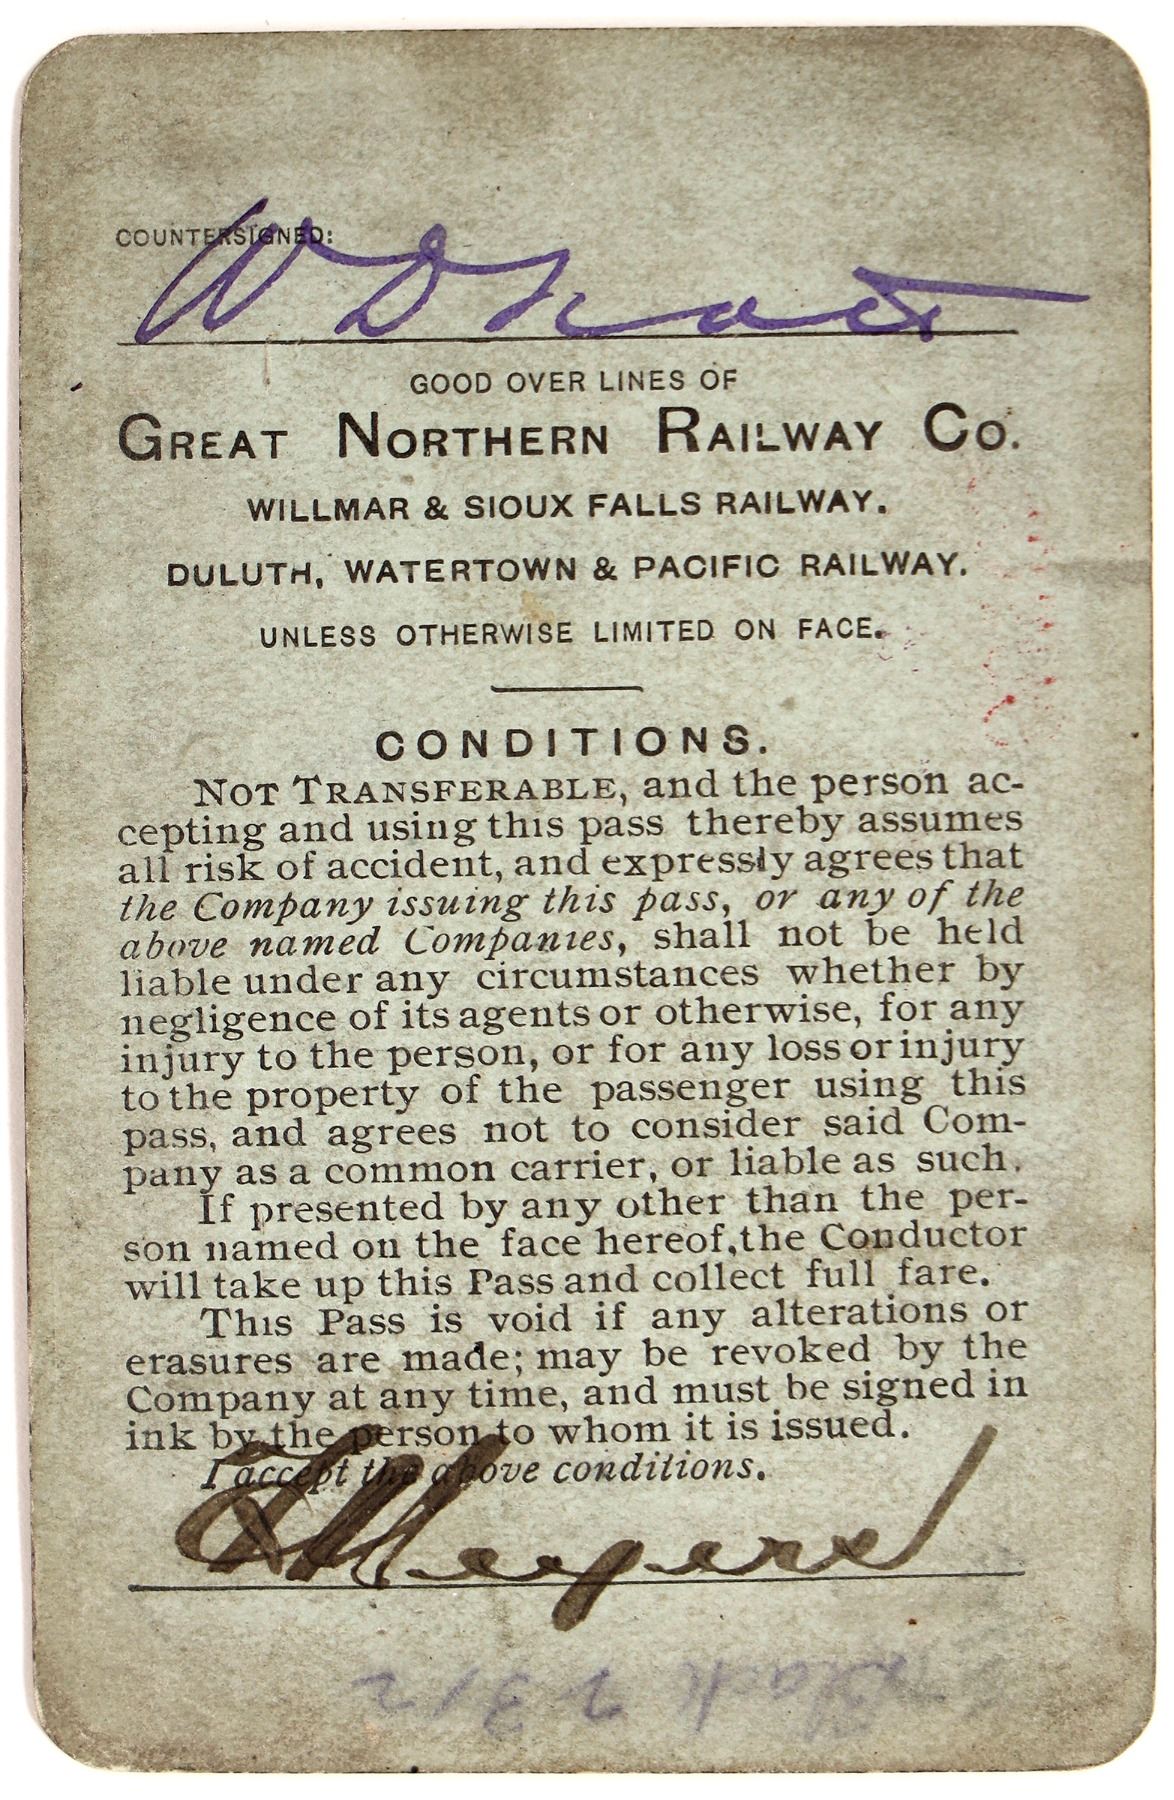 COUNTERSIGNED:
W D
GOOD OVER LINES OF
GREAT NORTHERN RAILWAY CO.
WILLMAR & SIOUX FALLS RAILWAY.
DULUTH, WATERTOWN & PACIFIC RAILWAY.
UNLESS OTHERWISE LIMITED ON FACE.
CONDITIONS.
NOT TRANSFERABLE, and the person ac-
cepting and using this pass thereby assumes
all risk of accident, and expressly agrees that
the Company issuing this pass, or any of the
above named Companies, shall not be held
liable under any circumstances whether by
negligence of its agents or otherwise, for any
injury to the person, or for any loss or injury
to the property of the passenger using this
pass, and agrees not to consider said Com-
pany as a common carrier, or liable as such.
If presented by any other than the per-
son named on the face hereof, the Conductor
will take up this Pass and collect full fare.
This Pass is void if any alterations or
erasures are made; may be revoked by the
Company at any time, and must be signed in
ink by the person to whom it is issued.
I accept the above conditions.